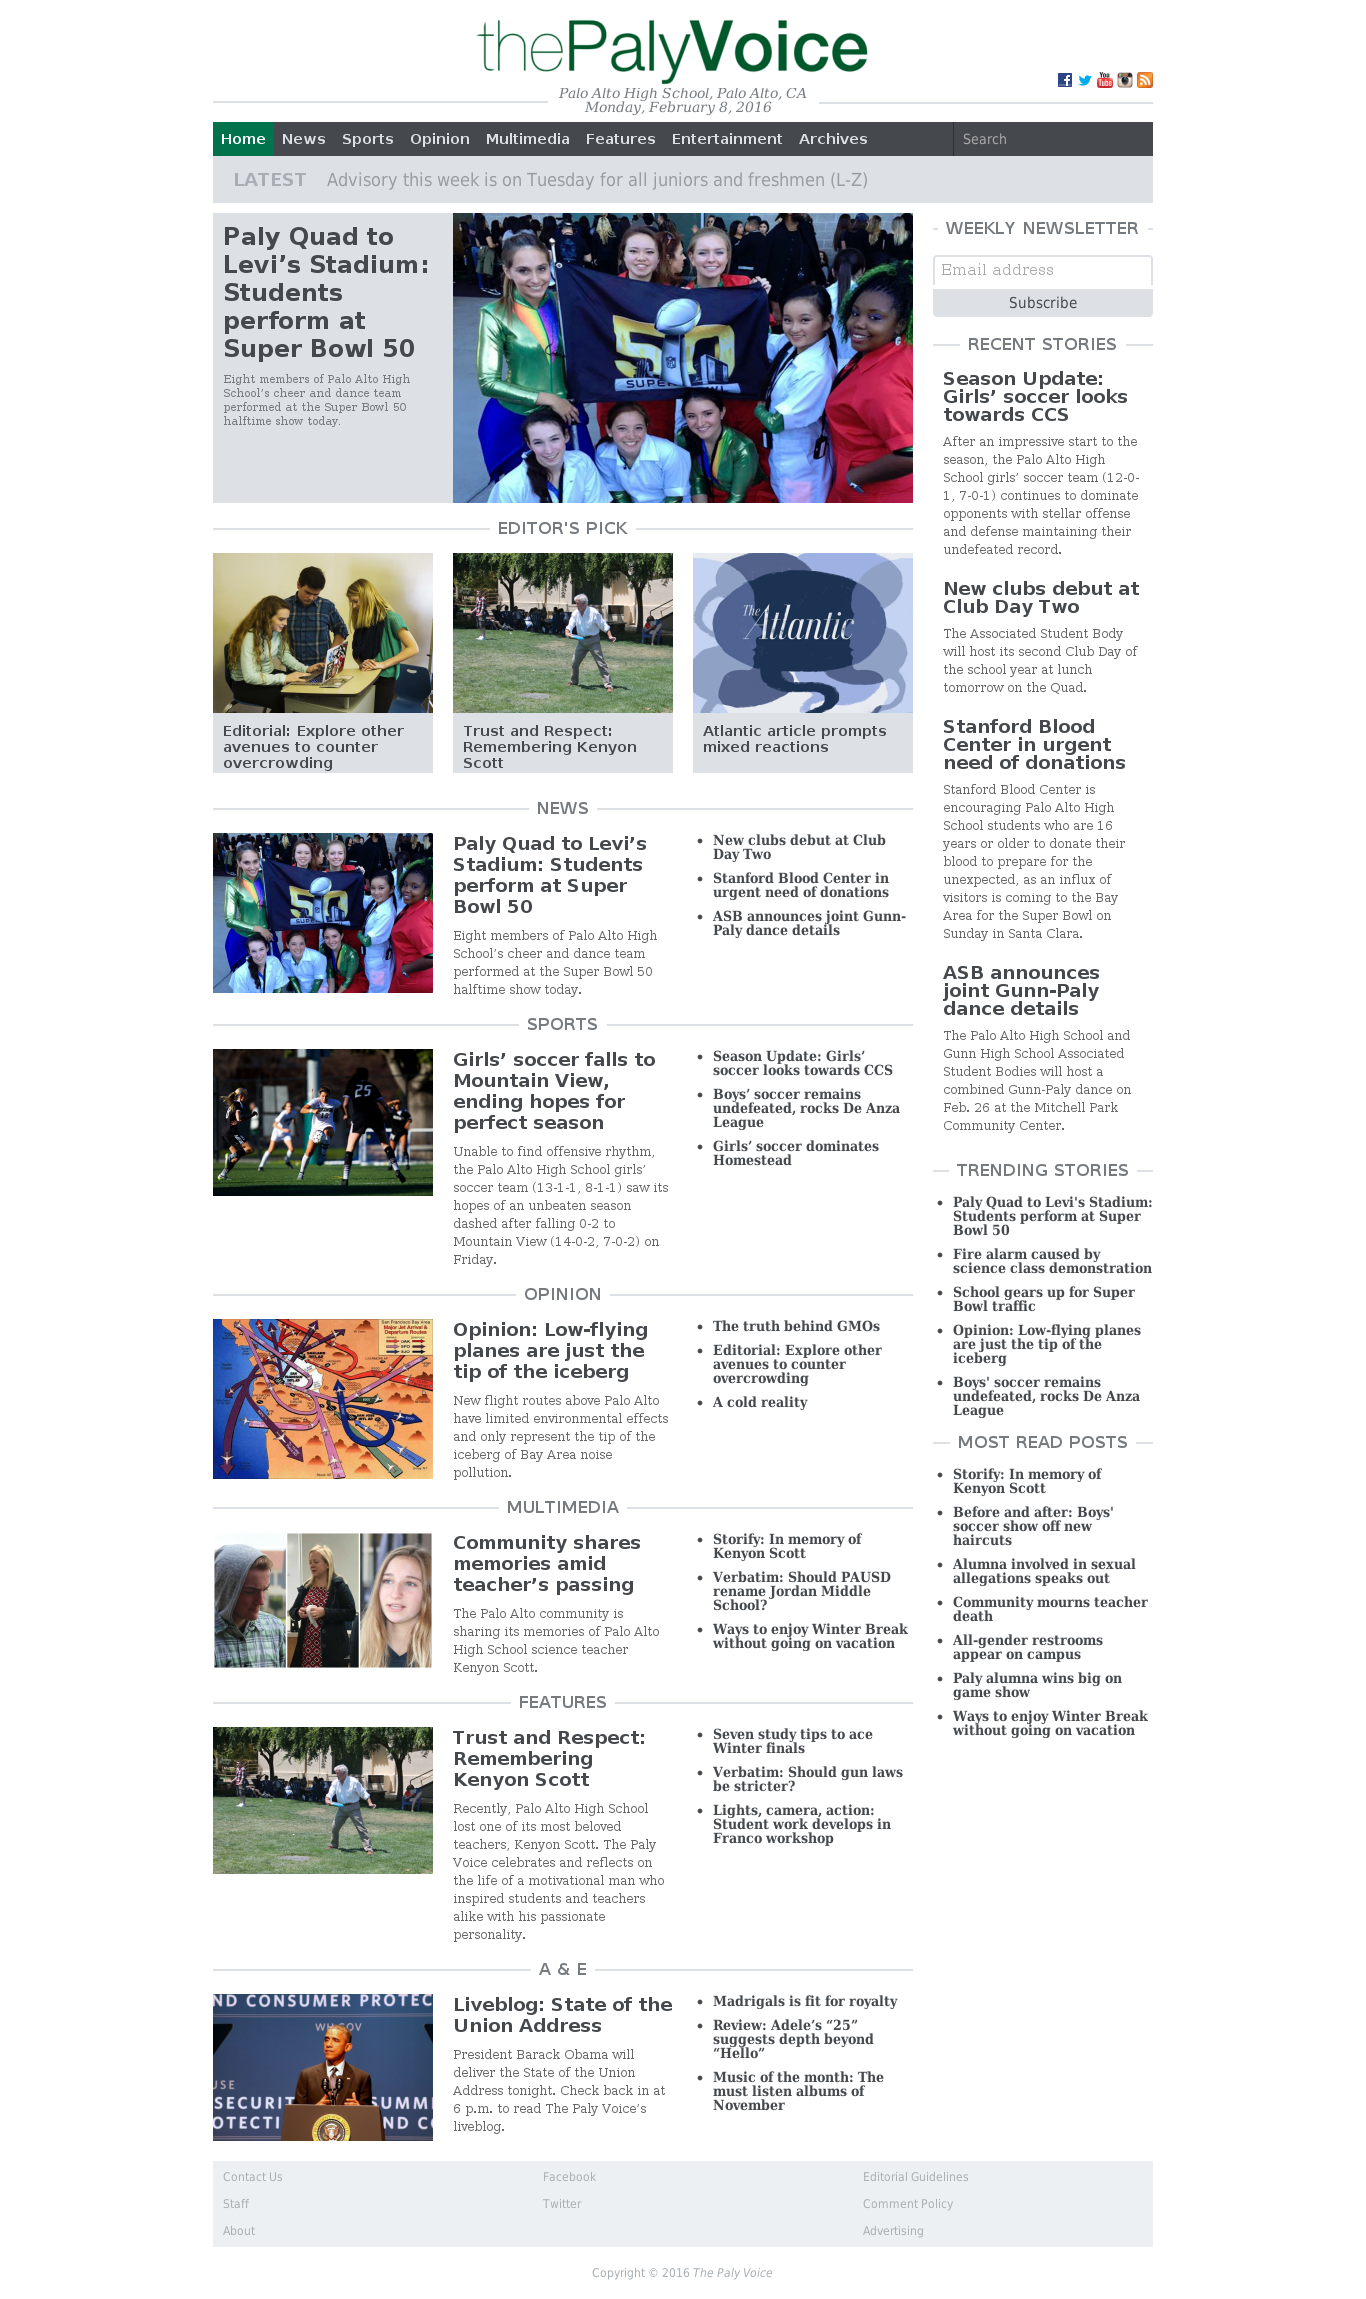 thePalyVoice
Palo Alto High School, Palo Alto, CA
Monday, February 8, 2016
Home News Sports Opinion Multimedia Features Entertainment Archives Search
LATEST Advisory this week is on Tuesday for all juniors and freshmen (L-Z)
Paly Quad to
Levi’s Stadium:
Students
perform at
Super Bowl 50
Eight members of Palo Alto High
School’s cheer and dance team
performed at the Super Bowl 50
halftime show today.
50
SUPER
EDITOR'S PICK
Editorial: Explore other
avenues to counter
overcrowding
Trust and Respect:
Remembering Kenyon
Scott
The
Atlantic
Atlantic article prompts
mixed reactions
NEWS
Paly Quad to Levi’s
Stadium: Students
perform at Super
Bowl 50
Eight members of Palo Alto High
School’s cheer and dance team
performed at the Super Bowl 50
halftime show today.
• New clubs debut at Club
Day Two
• Stanford Blood Center in
urgent need of donations
• ASB announces joint Gunn-
Paly dance details
SPORTS
25
Girls’ soccer falls to
Mountain View,
ending hopes for
perfect season
Unable to find offensive rhythm,
the Palo Alto High School girls’
soccer team (13-1-1, 8-1-1) saw its
hopes of an unbeaten season
dashed after falling 0-2 to
Mountain View (14-0-2, 7-0-2) on
Friday.
• Season Update: Girls’
soccer looks towards CCS
• Boys’ soccer remains
undefeated, rocks De Anza
League
• Girls’ soccer dominates
Homestead
OPINION
San Francisco Bay Area
Major Jet Arrival &
Departure Routes
Opinion: Low-flying
planes are just the
tip of the iceberg
New flight routes above Palo Alto
have limited environmental effects
and only represent the tip of the
iceberg of Bay Area noise
pollution.
• The truth behind GMOs
• Editorial: Explore other
avenues to counter
overcrowding
• A cold reality
MULTIMEDIA
Community shares
memories amid
teacher’s passing
The Palo Alto community is
sharing its memories of Palo Alto
High School science teacher
Kenyon Scott.
• Storify: In memory of
Kenyon Scott
• Verbatim: Should PAUSD
rename Jordan Middle
School?
• Ways to enjoy Winter Break
without going on vacation
FEATURES
Trust and Respect:
Remembering
Kenyon Scott
Recently, Palo Alto High School
lost one of its most beloved
teachers, Kenyon Scott. The Paly
Voice celebrates and reflects on
the life of a motivational man who
inspired students and teachers
alike with his passionate
personality.
• Seven study tips to ace
Winter finals
• Verbatim: Should gun laws
be stricter?
• Lights, camera, action:
Student work develops in
Franco workshop
A & E
ND CONSUMER PROTEC
WH.GOV
USE
SECURIT SUMM
OTECTI ND CO
Liveblog: State of the
Union Address
President Barack Obama will
deliver the State of the Union
Address tonight. Check back in at
6 p.m. to read The Paly Voice’s
liveblog.
• Madrigals is fit for royalty
• Review: Adele’s “25”
suggests depth beyond
“Hello”
• Music of the month: The
must listen albums of
November
WEEKLY NEWSLETTER
Email address
Subscribe
RECENT STORIES
Season Update:
Girls’ soccer looks
towards CCS
After an impressive start to the
season, the Palo Alto High
School girls’ soccer team (12-0-
1, 7-0-1) continues to dominate
opponents with stellar offense
and defense maintaining their
undefeated record.
New clubs debut at
Club Day Two
The Associated Student Body
will host its second Club Day of
the school year at lunch
tomorrow on the Quad.
Stanford Blood
Center in urgent
need of donations
Stanford Blood Center is
encouraging Palo Alto High
School students who are 16
years or older to donate their
blood to prepare for the
unexpected, as an influx of
visitors is coming to the Bay
Area for the Super Bowl on
Sunday in Santa Clara.
ASB announces
joint Gunn-Paly
dance details
The Palo Alto High School and
Gunn High School Associated
Student Bodies will host a
combined Gunn-Paly dance on
Feb. 26 at the Mitchell Park
Community Center.
TRENDING STORIES
• Paly Quad to Levi's Stadium:
Students perform at Super
Bowl 50
• Fire alarm caused by
science class demonstration
• School gears up for Super
Bowl traffic
• Opinion: Low-flying planes
are just the tip of the
iceberg
• Boys' soccer remains
undefeated, rocks De Anza
League
MOST READ POSTS
• Storify: In memory of
Kenyon Scott
• Before and after: Boys'
soccer show off new
haircuts
• Alumna involved in sexual
allegations speaks out
• Community mourns teacher
death
• All-gender restrooms
appear on campus
• Paly alumna wins big on
game show
• Ways to enjoy Winter Break
without going on vacation
Contact Us Facebook Editorial Guidelines
Staff Twitter Comment Policy
About Advertising
Copyright © 2016 The Paly Voice